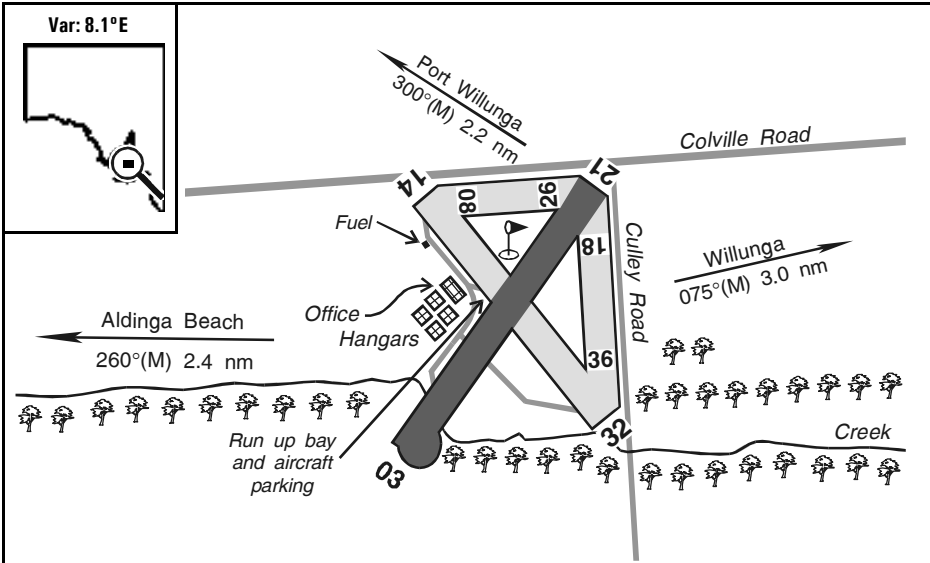 Var: 8.1°E
Port Willunga
300°(M) 2.2 nm
Colville Road
14
21
08
26
Fuel
18
Culley Road
Willunga
075°(M) 3.0 nm
Office
Hangars
Aldinga Beach
260°(M) 2.4 nm
36
32
Creek
Run up bay
and aircraft
parking
03